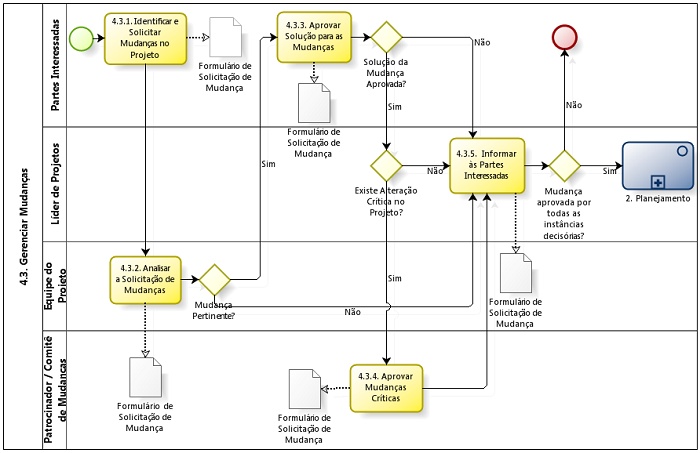 4.3. Gerenciar Mudanças
Partes Interessadas
4.3.1. Identificar e
Solicitar
Mudanças no
Projeto
Formulário de
Solicitação de
Mudança
4.3.3. Aprovar
Solução para as
Mudanças
Formulário de
Solicitação de
Mudança
Solução da
Mudança
Aprovada?
Não
Sim
Não
Líder de Projetos
Sim
Existe Alteração
Crítica no
Projeto?
Não
4.3.5. Informar
às Partes
Interessadas
Mudança
aprovada por
todas as
instâncias
decisórias?
Sim
2. Planejamento
Equipe do
Projeto
4.3.2. Analisar
a Solicitação de
Mudanças
Mudança
Pertinente?
Não
Sim
Formulário de
Solicitação de
Mudança
Patrocinador / Comitê
de Mudanças
Formulário de
Solicitação de
Mudança
Formulário de
Solicitação de
Mudança
4.3.4. Aprovar
Mudanças
Críticas